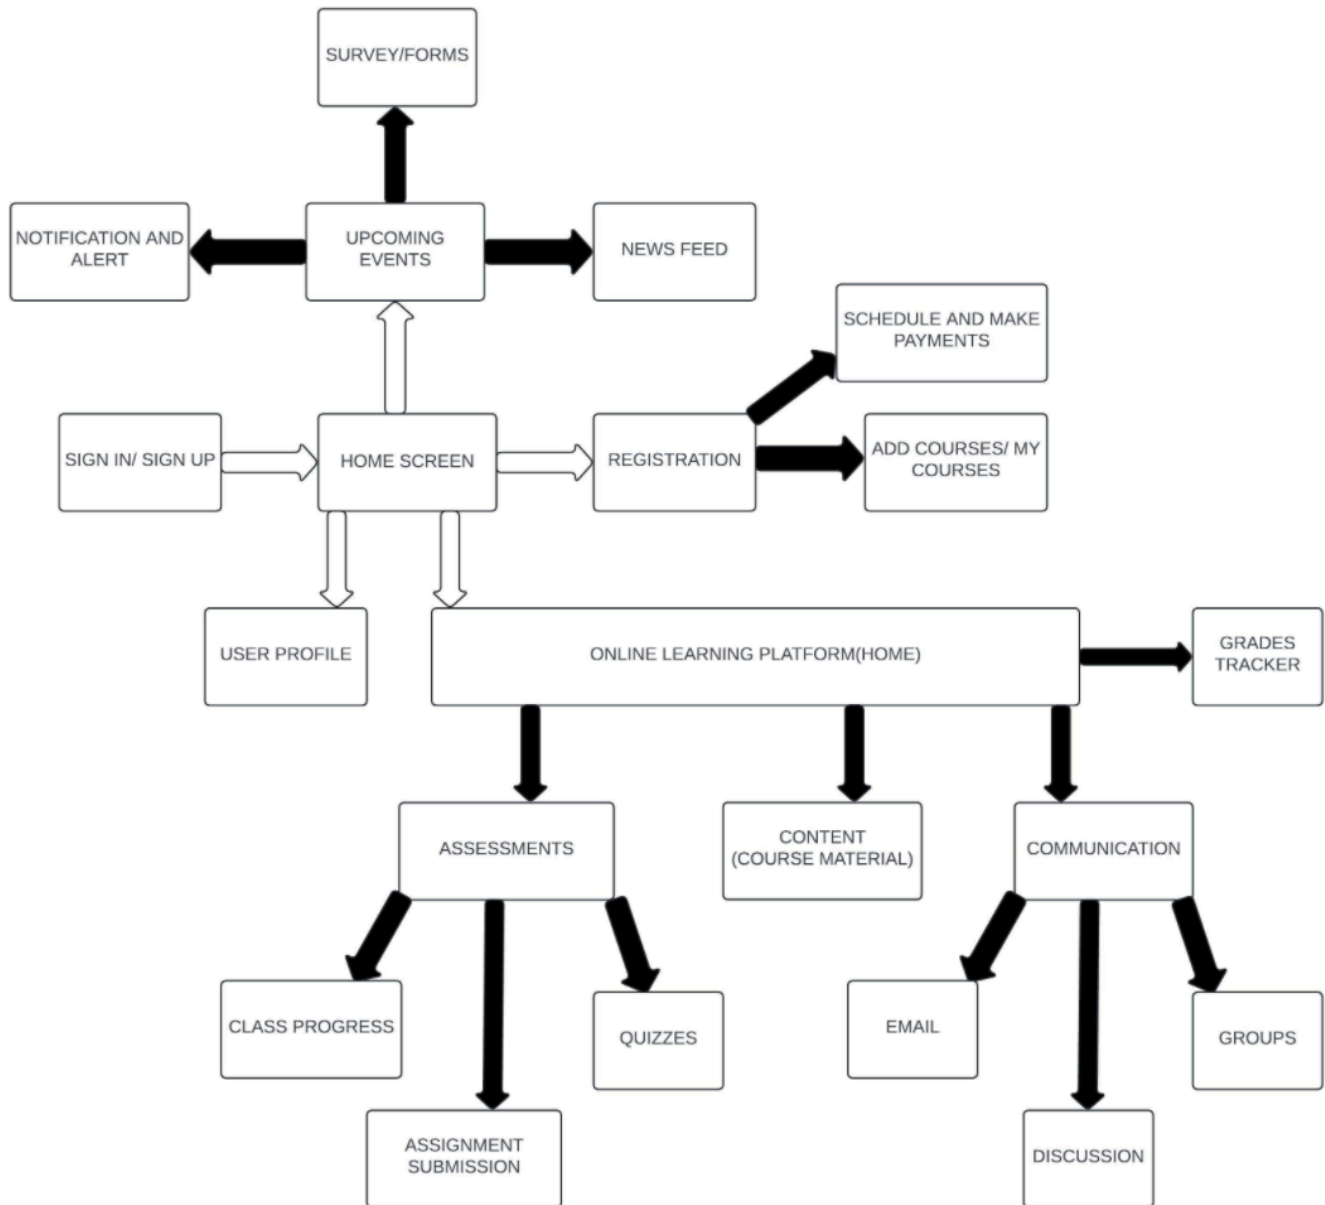 SURVEY/FORMS
NOTIFICATION AND
ALERT
UPCOMING
EVENTS
NEWS FEED
SCHEDULE AND MAKE
PAYMENTS
SIGN IN/ SIGN UP
HOME SCREEN
REGISTRATION
ADD COURSES/ MY
COURSES
USER PROFILE
ONLINE LEARNING PLATFORM(HOME)
GRADES
TRACKER
ASSESSMENTS
CONTENT
(COURSE MATERIAL)
COMMUNICATION
CLASS PROGRESS
QUIZZES
EMAIL
GROUPS
ASSIGNMENT
SUBMISSION
DISCUSSION